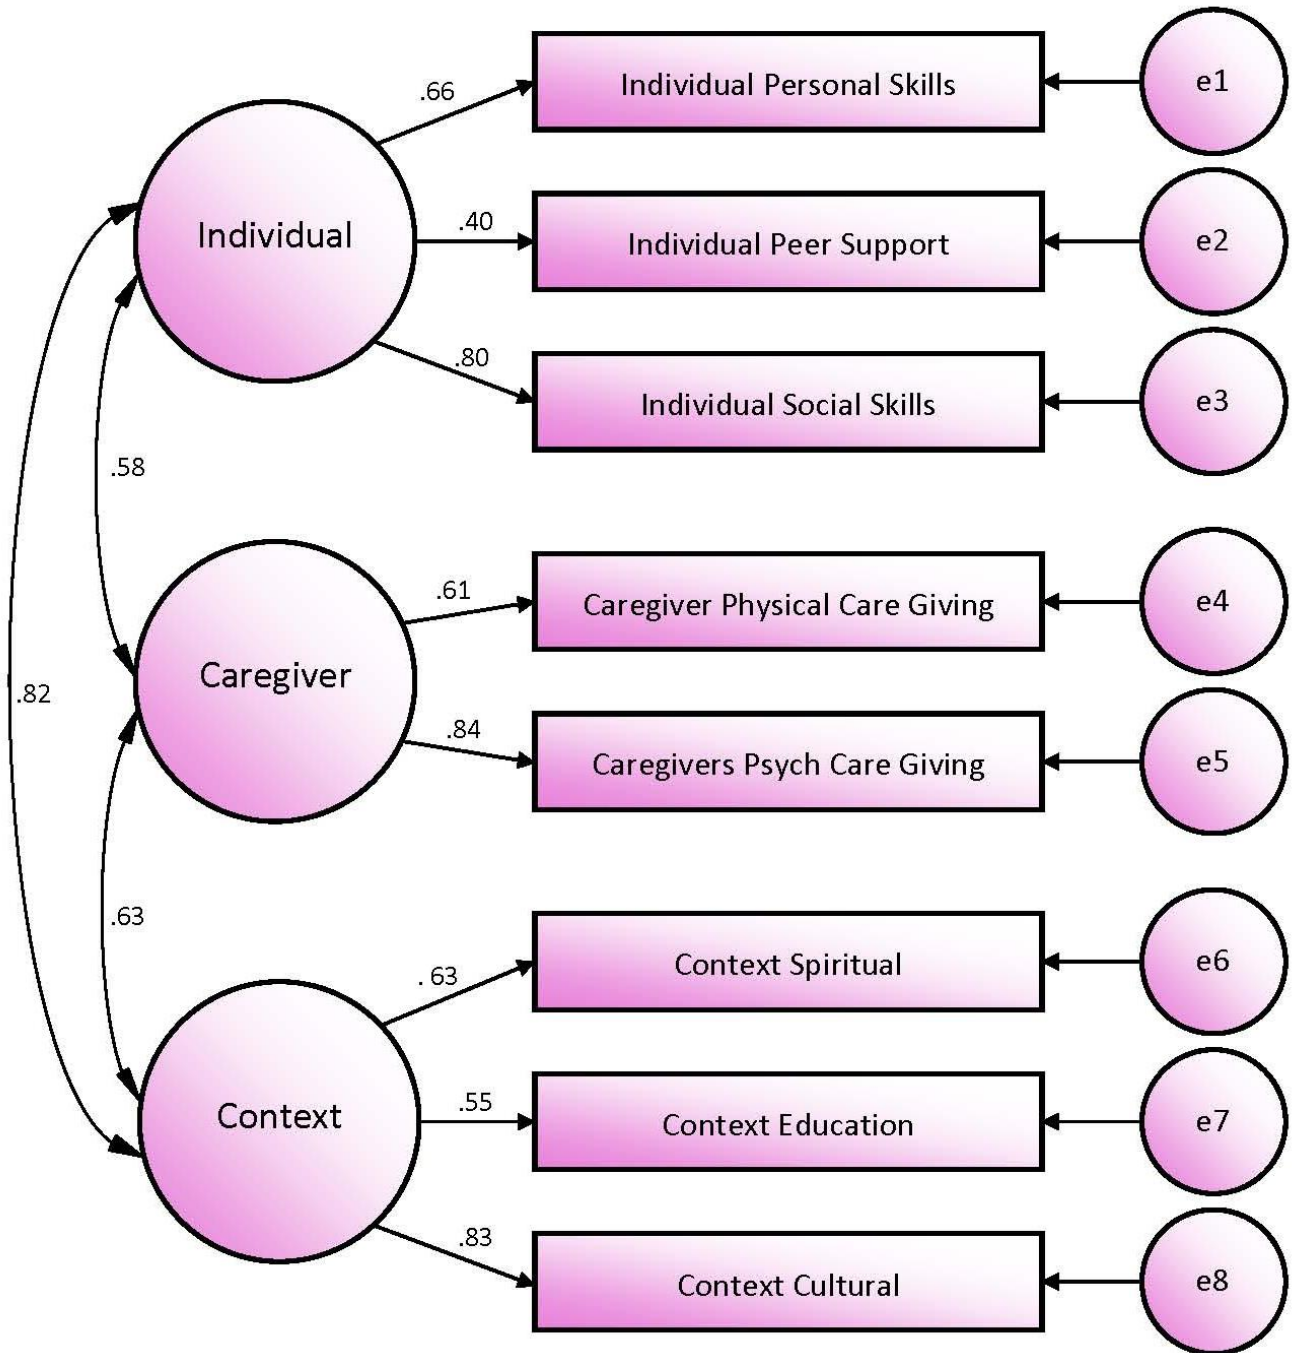 .66
Individual Personal Skills
e1
Individual
.40
Individual Peer Support
e2
.80
Individual Social Skills
e3
.58
.61
Caregiver Physical Care Giving
e4
Caregiver
.82
.84
Caregivers Psych Care Giving
e5
.63
. 63
Context Spiritual
e6
Context
.55
Context Education
e7
.83
Context Cultural
e8